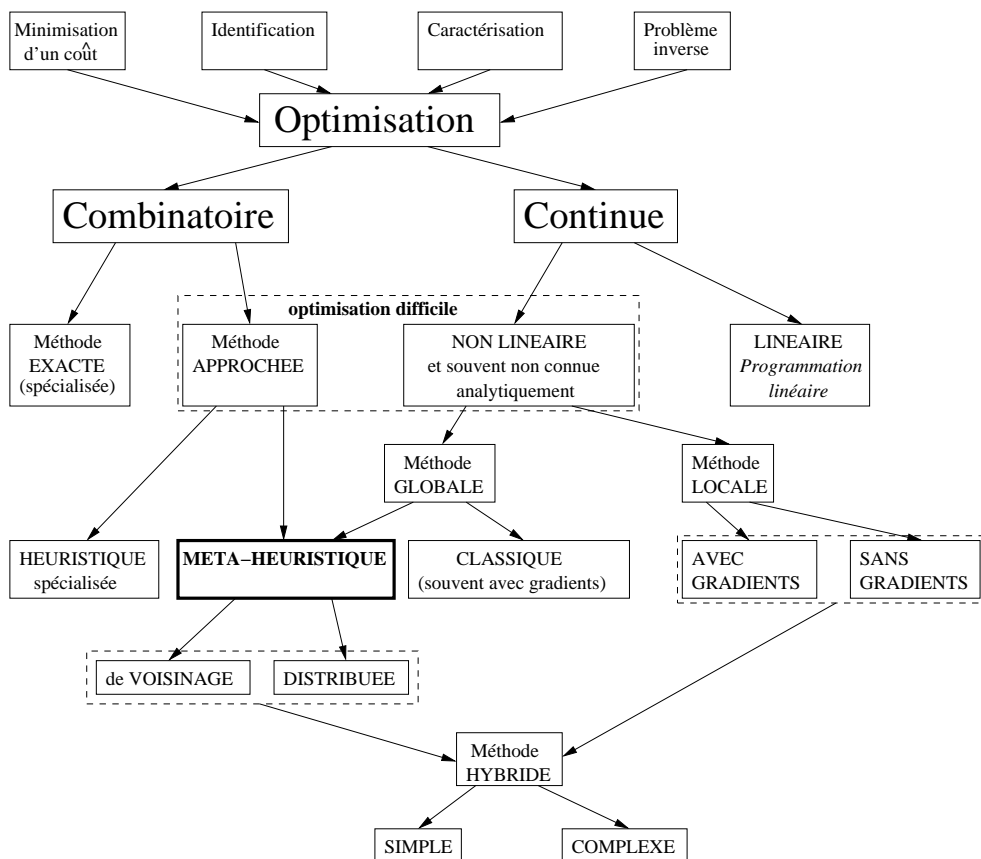 Minimisation
d'un coût
Identification
Caractérisation
Problème
inverse
Optimisation
Combinatoire
Continue
optimisation difficile
Méthode
EXACTE
(spécialisée)
Méthode
APPROCHEE
NON LINEAIRE
et souvent non connue
analytiquement
LINEAIRE
Programmation
linéaire
Méthode
GLOBALE
Méthode
LOCALE
HEURISTIQUE
spécialisée
META−HEURISTIQUE
CLASSIQUE
(souvent avec gradients)
AVEC
GRADIENTS
SANS
GRADIENTS
de VOISINAGE
DISTRIBUEE
Méthode
HYBRIDE
SIMPLE
COMPLEXE